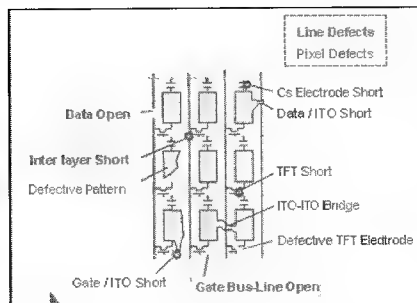 Line Defects
Pixel Defects
Cs Electrode Short
Data / ITO Short
Data Open
Inter layer Short
Defective Pattern
TFT Short
ITO-ITO Bridge
Defective TFT Electrode
Gate / ITO Short
Gate Bus-Line Open